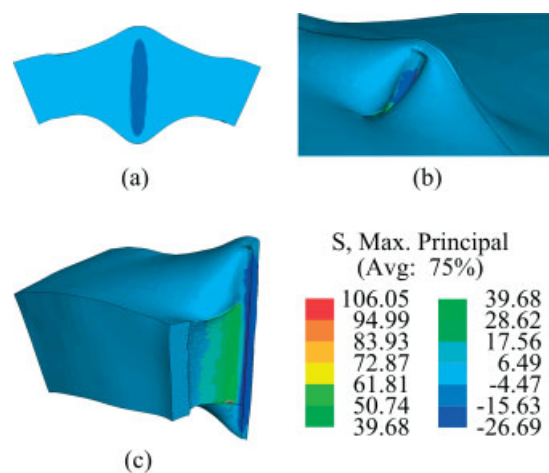 (a)
(b)
(c)
S, Max. Principal
(Avg: 75%)
106.05
94.99
83.93
72.87
61.81
50.74
39.68
39.68
28.62
17.56
6.49
-4.47
-15.63
-26.69